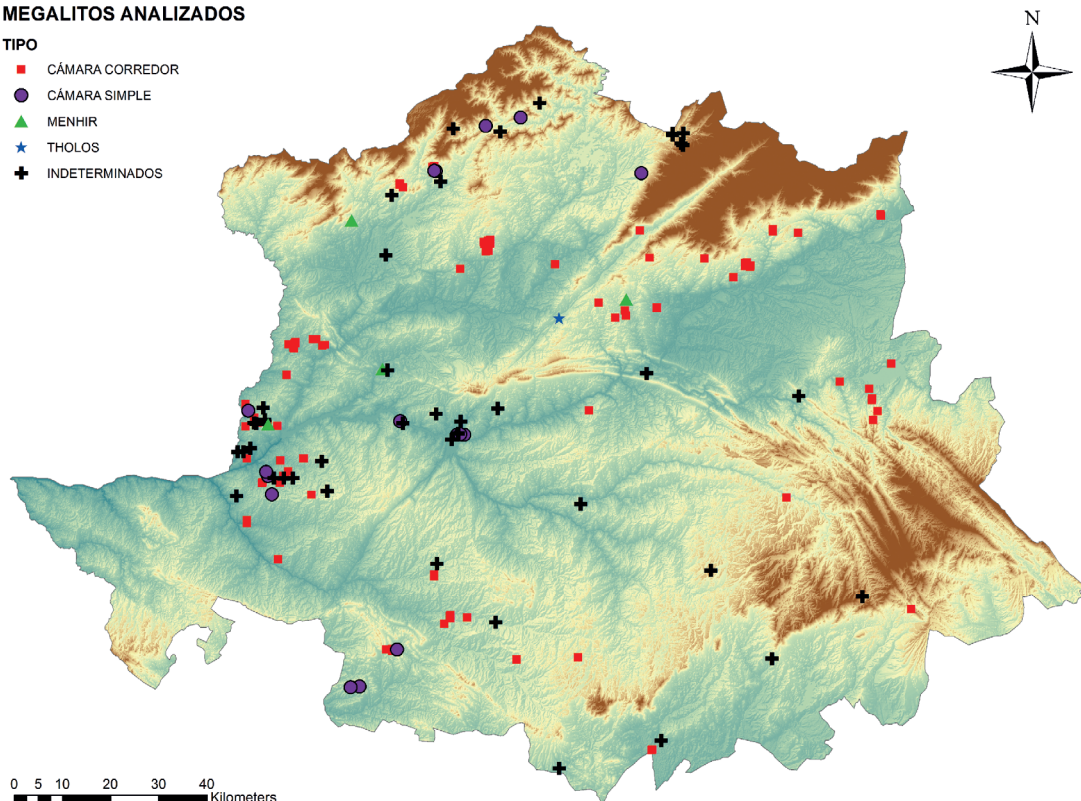 MEGALITOS ANALIZADOS
N
TIPO
CÁMARA CORREDOR
CÁMARA SIMPLE
MENHIR
THOLOS
INDETERMINADOS
0 5 10 20 30 40
Kilometers